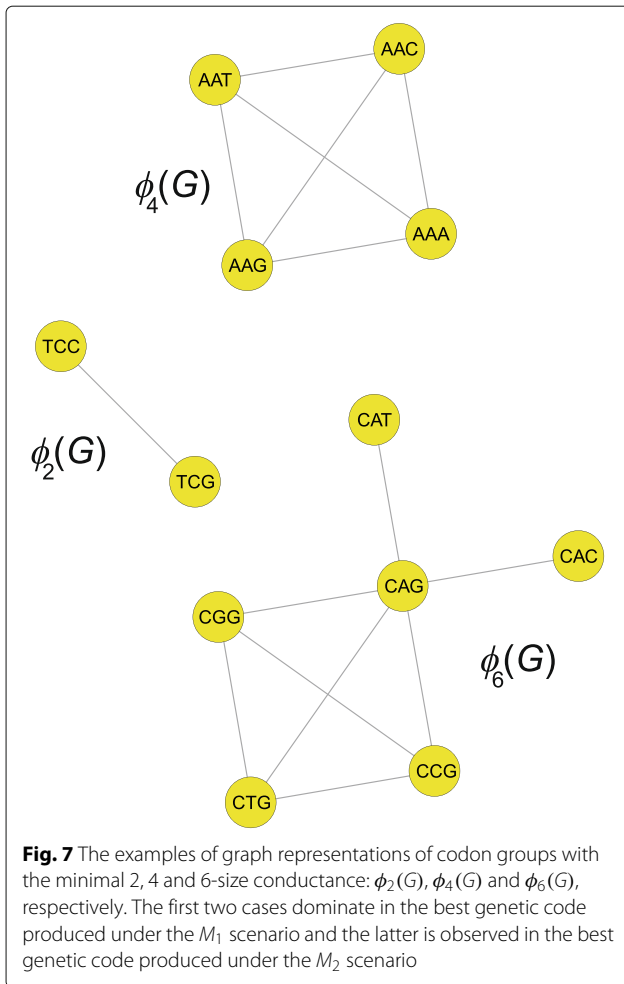 AAC
AAT
ϕ₄(G)
AAA
AAG
TCC
ϕ₂(G)
TCG
CAT
CAC
CAG
CGG
ϕ₆(G)
CCG
CTG
Fig. 7 The examples of graph representations of codon groups with
the minimal 2, 4 and 6-size conductance: ϕ₂(G), ϕ₄(G) and ϕ₆(G),
respectively. The first two cases dominate in the best genetic code
produced under the M₁ scenario and the latter is observed in the best
genetic code produced under the M₂ scenario